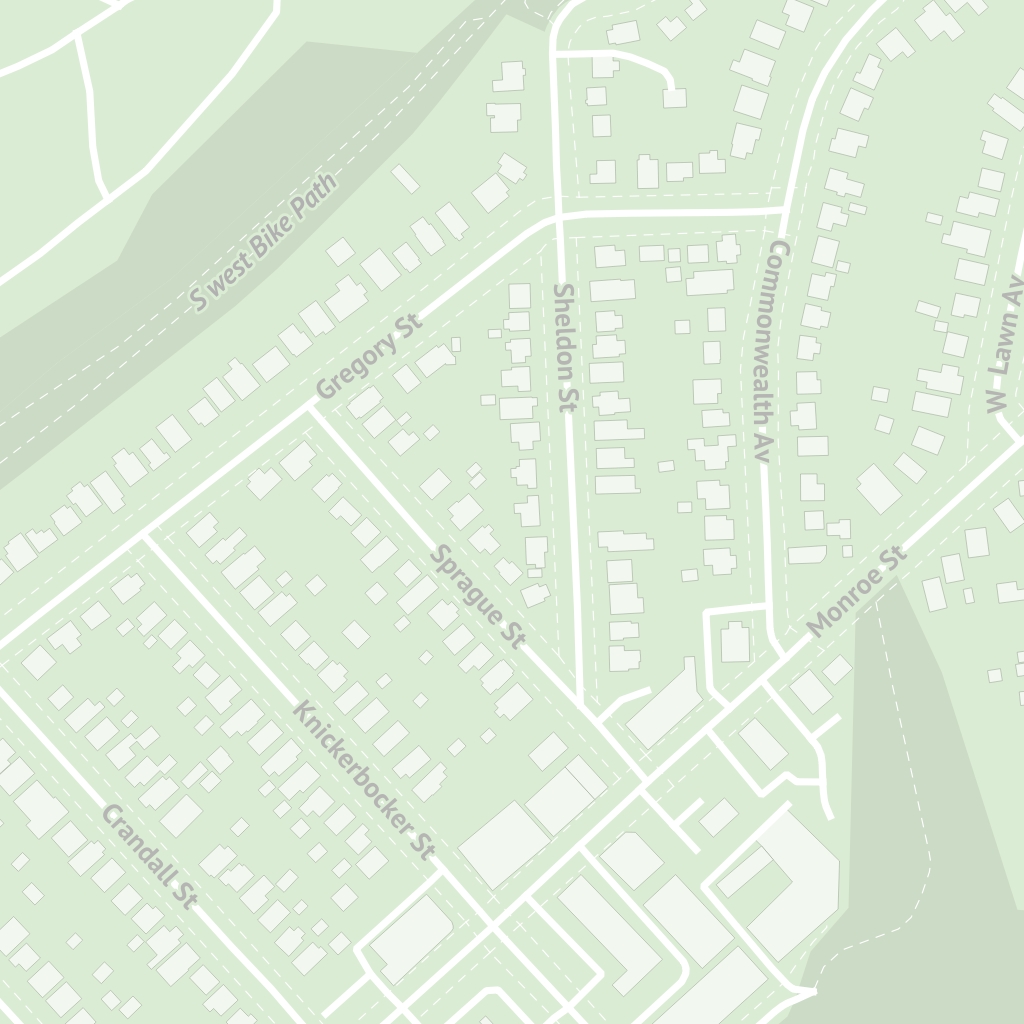 S west Bike Path
Gregory St
Sheldon St
Commonwealth Av
W Lawn Av
Sprague St
Monroe St
Knickerbocker St
Crandall St